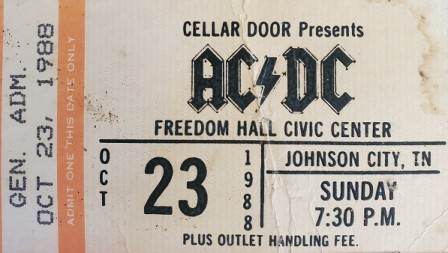 GEN. ADM.
OCT 23, 1988
ADMIT ONE THIS DATE ONLY
CELLAR DOOR Presents
AC⚡DC
FREEDOM HALL CIVIC CENTER
OCT
23
1988
JOHNSON CITY, TN
SUNDAY
7:30 P.M.
PLUS OUTLET HANDLING FEE.